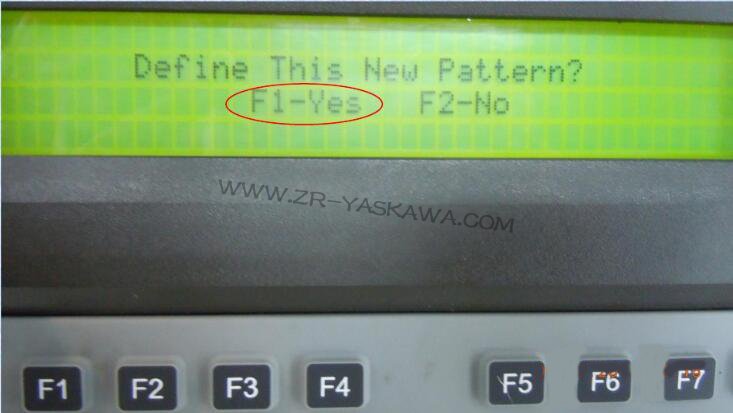 Define This New Pattern?
F1-Yes F2-No
WWW.ZR-YASKAWA.COM
F1 F2 F3 F4 F5 F6 F7